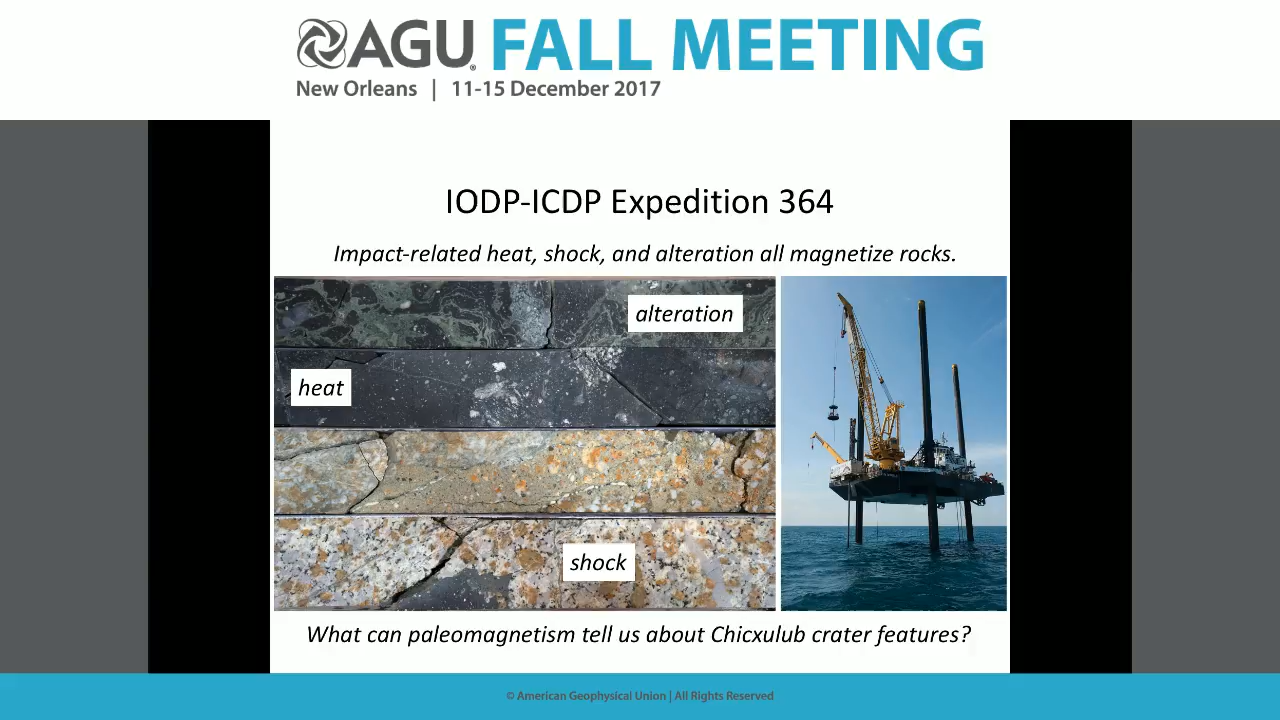 AGU FALL MEETING
New Orleans | 11-15 December 2017
IODP-ICDP Expedition 364
Impact-related heat, shock, and alteration all magnetize rocks.
alteration
heat
shock
What can paleomagnetism tell us about Chicxulub crater features?
© American Geophysical Union | All Rights Reserved